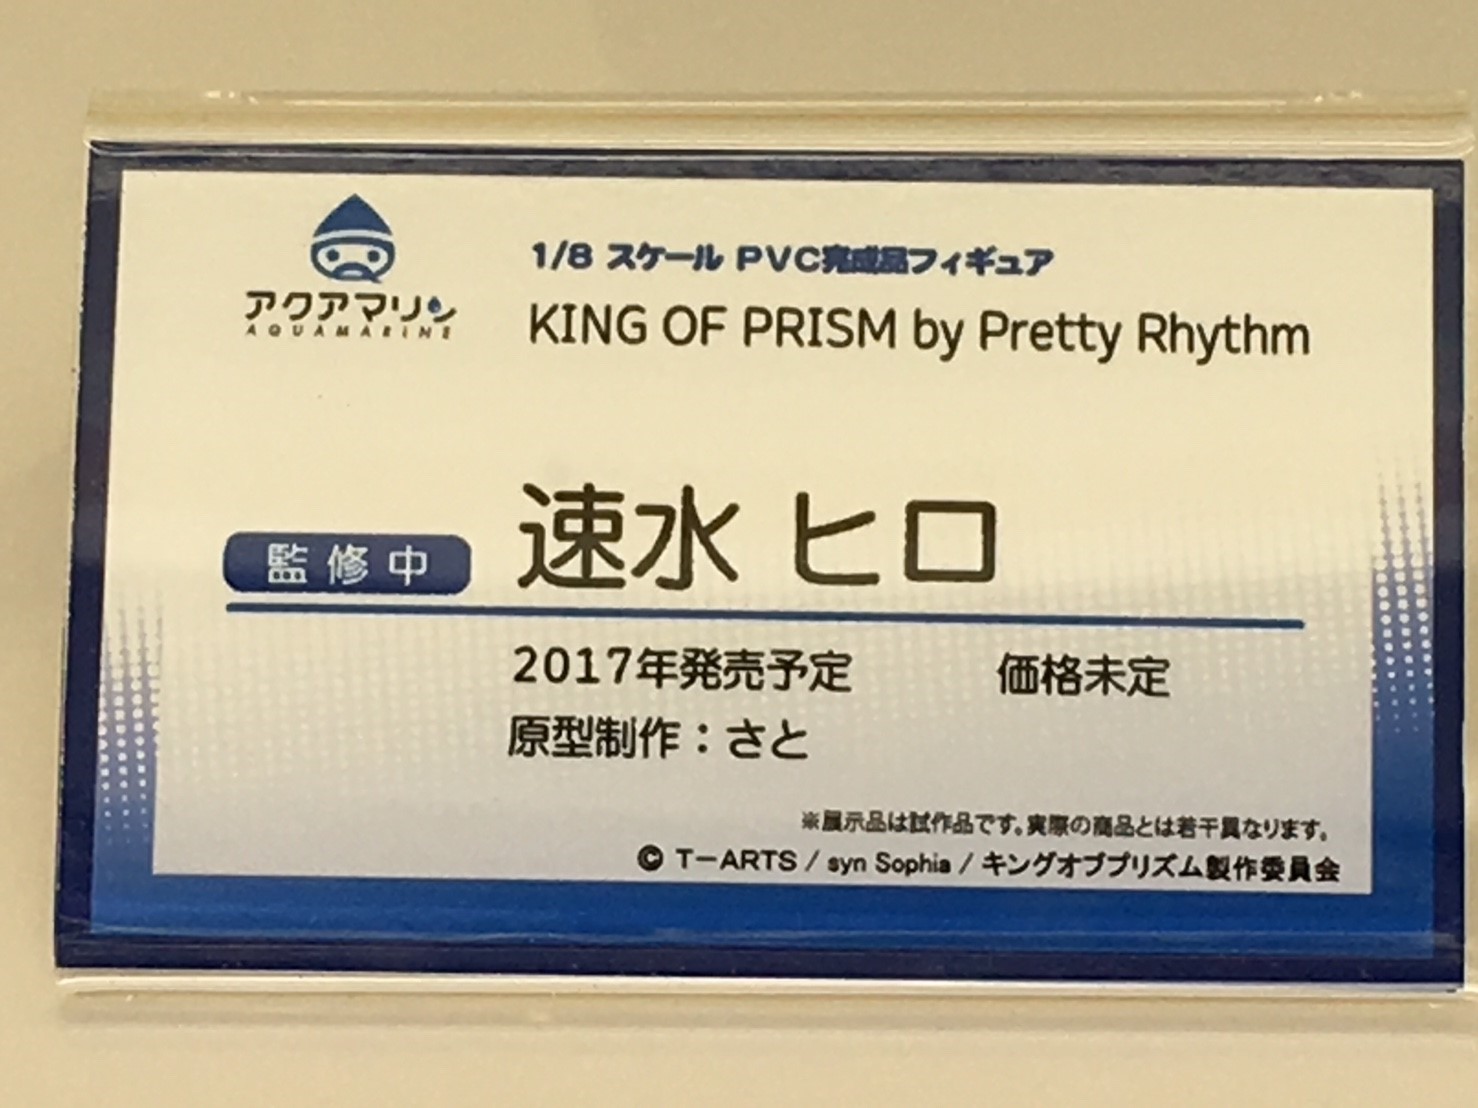 アクアマリン
AQUAMARINE
1/8 スケール PVC完成品フィギュア
KING OF PRISM by Pretty Rhythm
監修中
速水 ヒロ
2017年発売予定 価格未定
原型制作：さと
※展示品は試作品です。実際の商品とは若干異なります。
© T-ARTS / syn Sophia / キングオブプリズム製作委員会